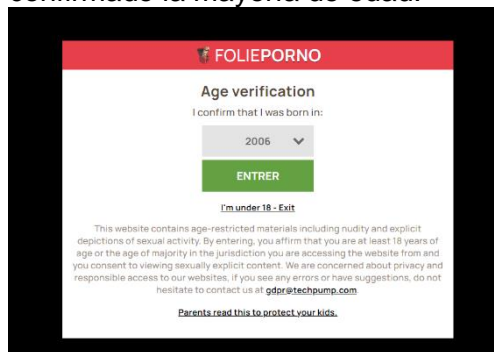 confirmado la mayoría de edad.
FOLIEPORNO
Age verification
I confirm that I was born in:
2006
ENTRER
I'm under 18 - Exit
This website contains age-restricted materials including nudity and explicit
depictions of sexual activity. By entering, you affirm that you are at least 18 years of
age or the age of majority in the jurisdiction you are accessing the website from and
you consent to viewing sexually explicit content. We are concerned about privacy and
responsible access to our websites, if you see any errors or have suggestions, do not
hesitate to contact us at gdpr@techpump.com.
Parents read this to protect your kids.